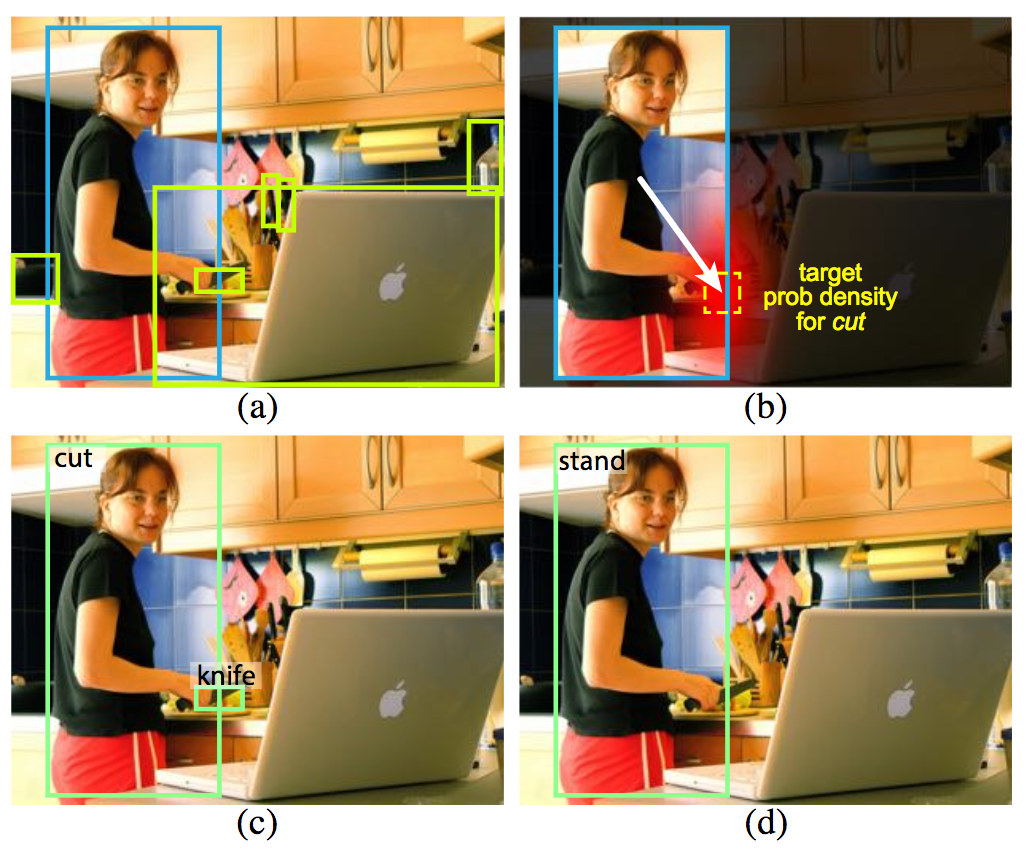 (a)
target
prob density
for cut
(b)
cut
knife
(c)
stand
(d)